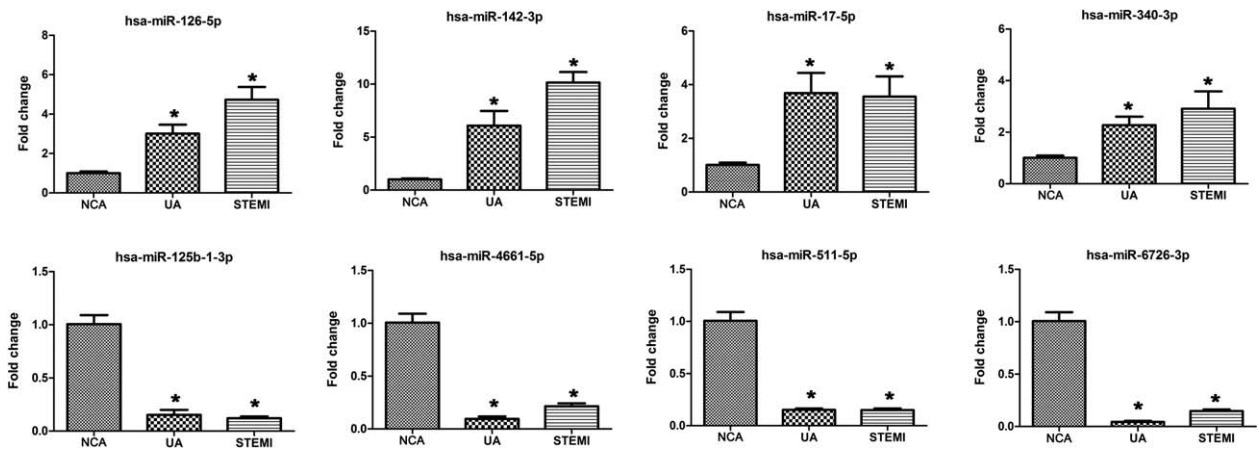 hsa-miR-126-5p
8
6
4
2
0
Fold change
*
*
NCA UA STEMI
hsa-miR-142-3p
15
10
5
0
Fold change
*
*
NCA UA STEMI
hsa-miR-17-5p
6
4
2
0
Fold change
*
*
NCA UA STEMI
hsa-miR-340-3p
6
4
2
0
Fold change
*
*
NCA UA STEMI
hsa-miR-125b-1-3p
1.5
1.0
0.5
0.0
Fold change
*
*
NCA UA STEMI
hsa-miR-4661-5p
1.5
1.0
0.5
0.0
Fold change
*
*
NCA UA STEMI
hsa-miR-511-5p
1.5
1.0
0.5
0.0
Fold change
*
*
NCA UA STEMI
hsa-miR-6726-3p
1.5
1.0
0.5
0.0
Fold change
*
*
NCA UA STEMI